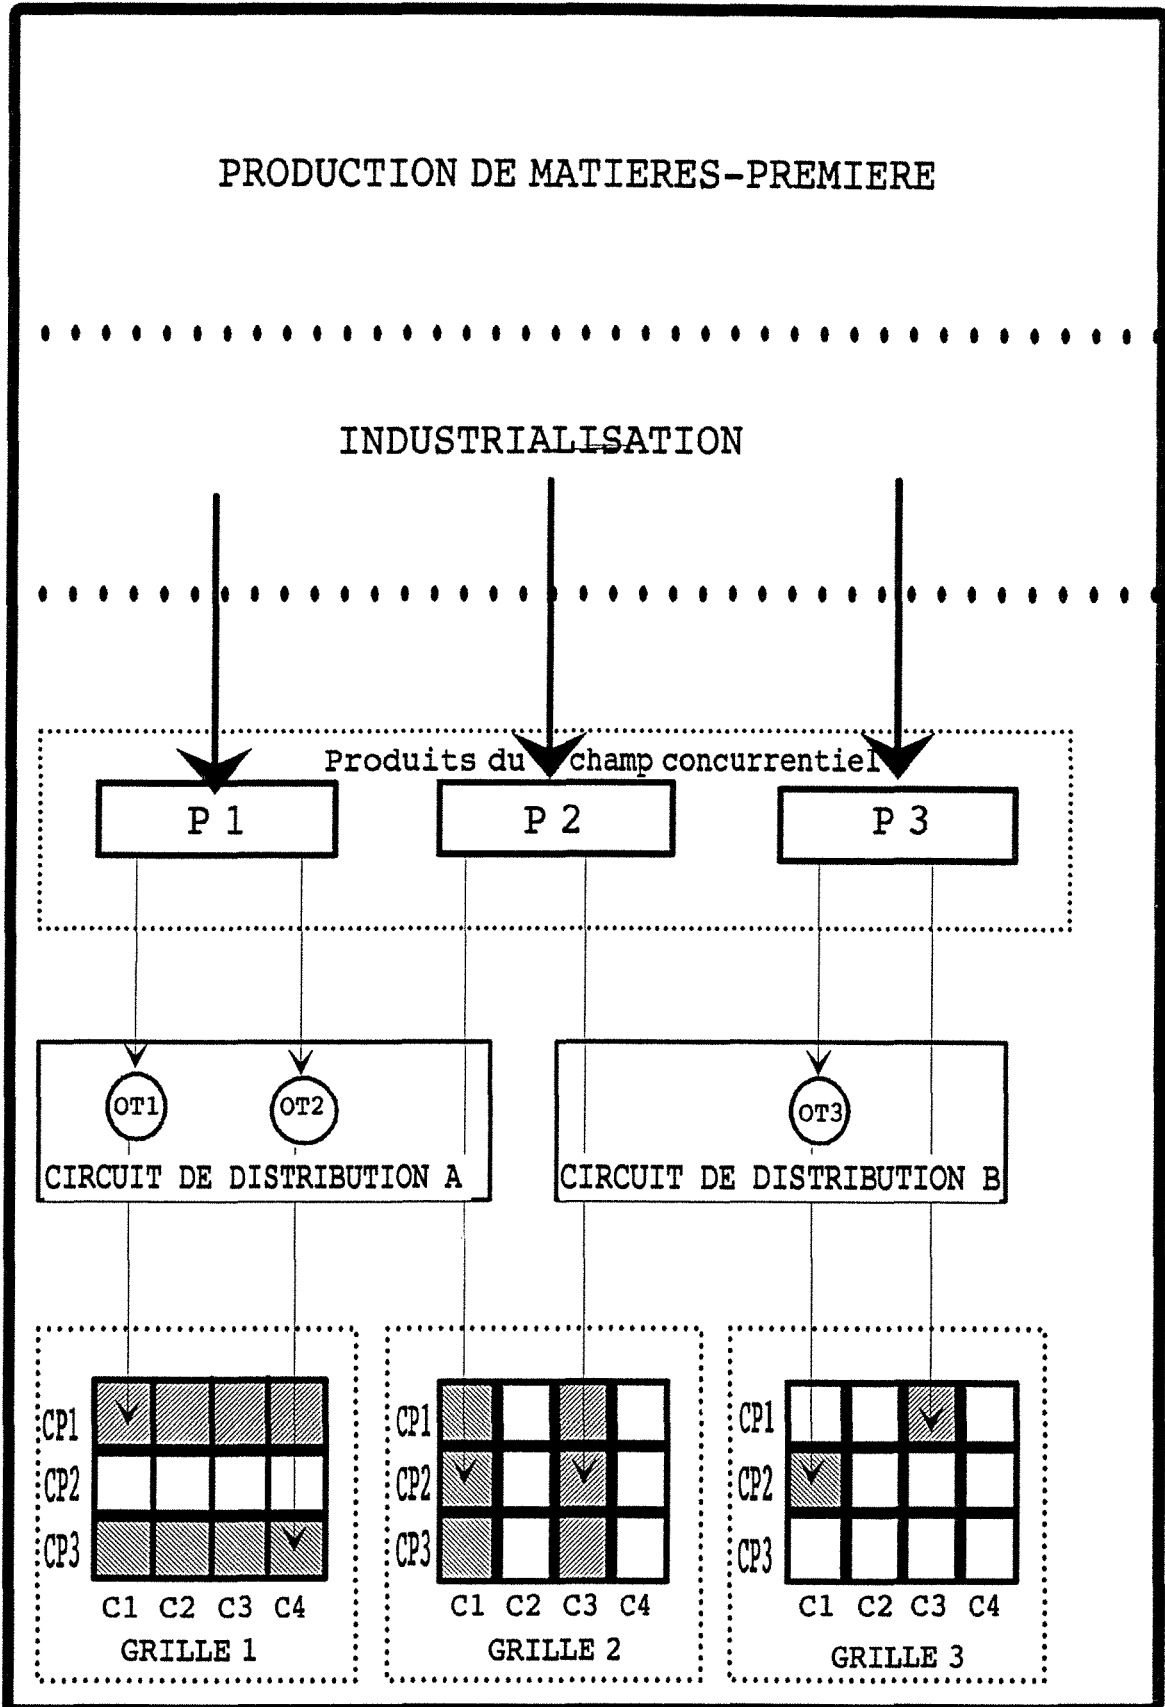 PRODUCTION DE MATIERES-PREMIERE
INDUSTRIALISATION
Produits du champ concurrentiel
P 1 P 2 P 3
OT1 OT2 OT3
CIRCUIT DE DISTRIBUTION A CIRCUIT DE DISTRIBUTION B
CP1 CP1 CP1
CP2 CP2 CP2
CP3 CP3 CP3
C1 C2 C3 C4 C1 C2 C3 C4 C1 C2 C3 C4
GRILLE 1 GRILLE 2 GRILLE 3